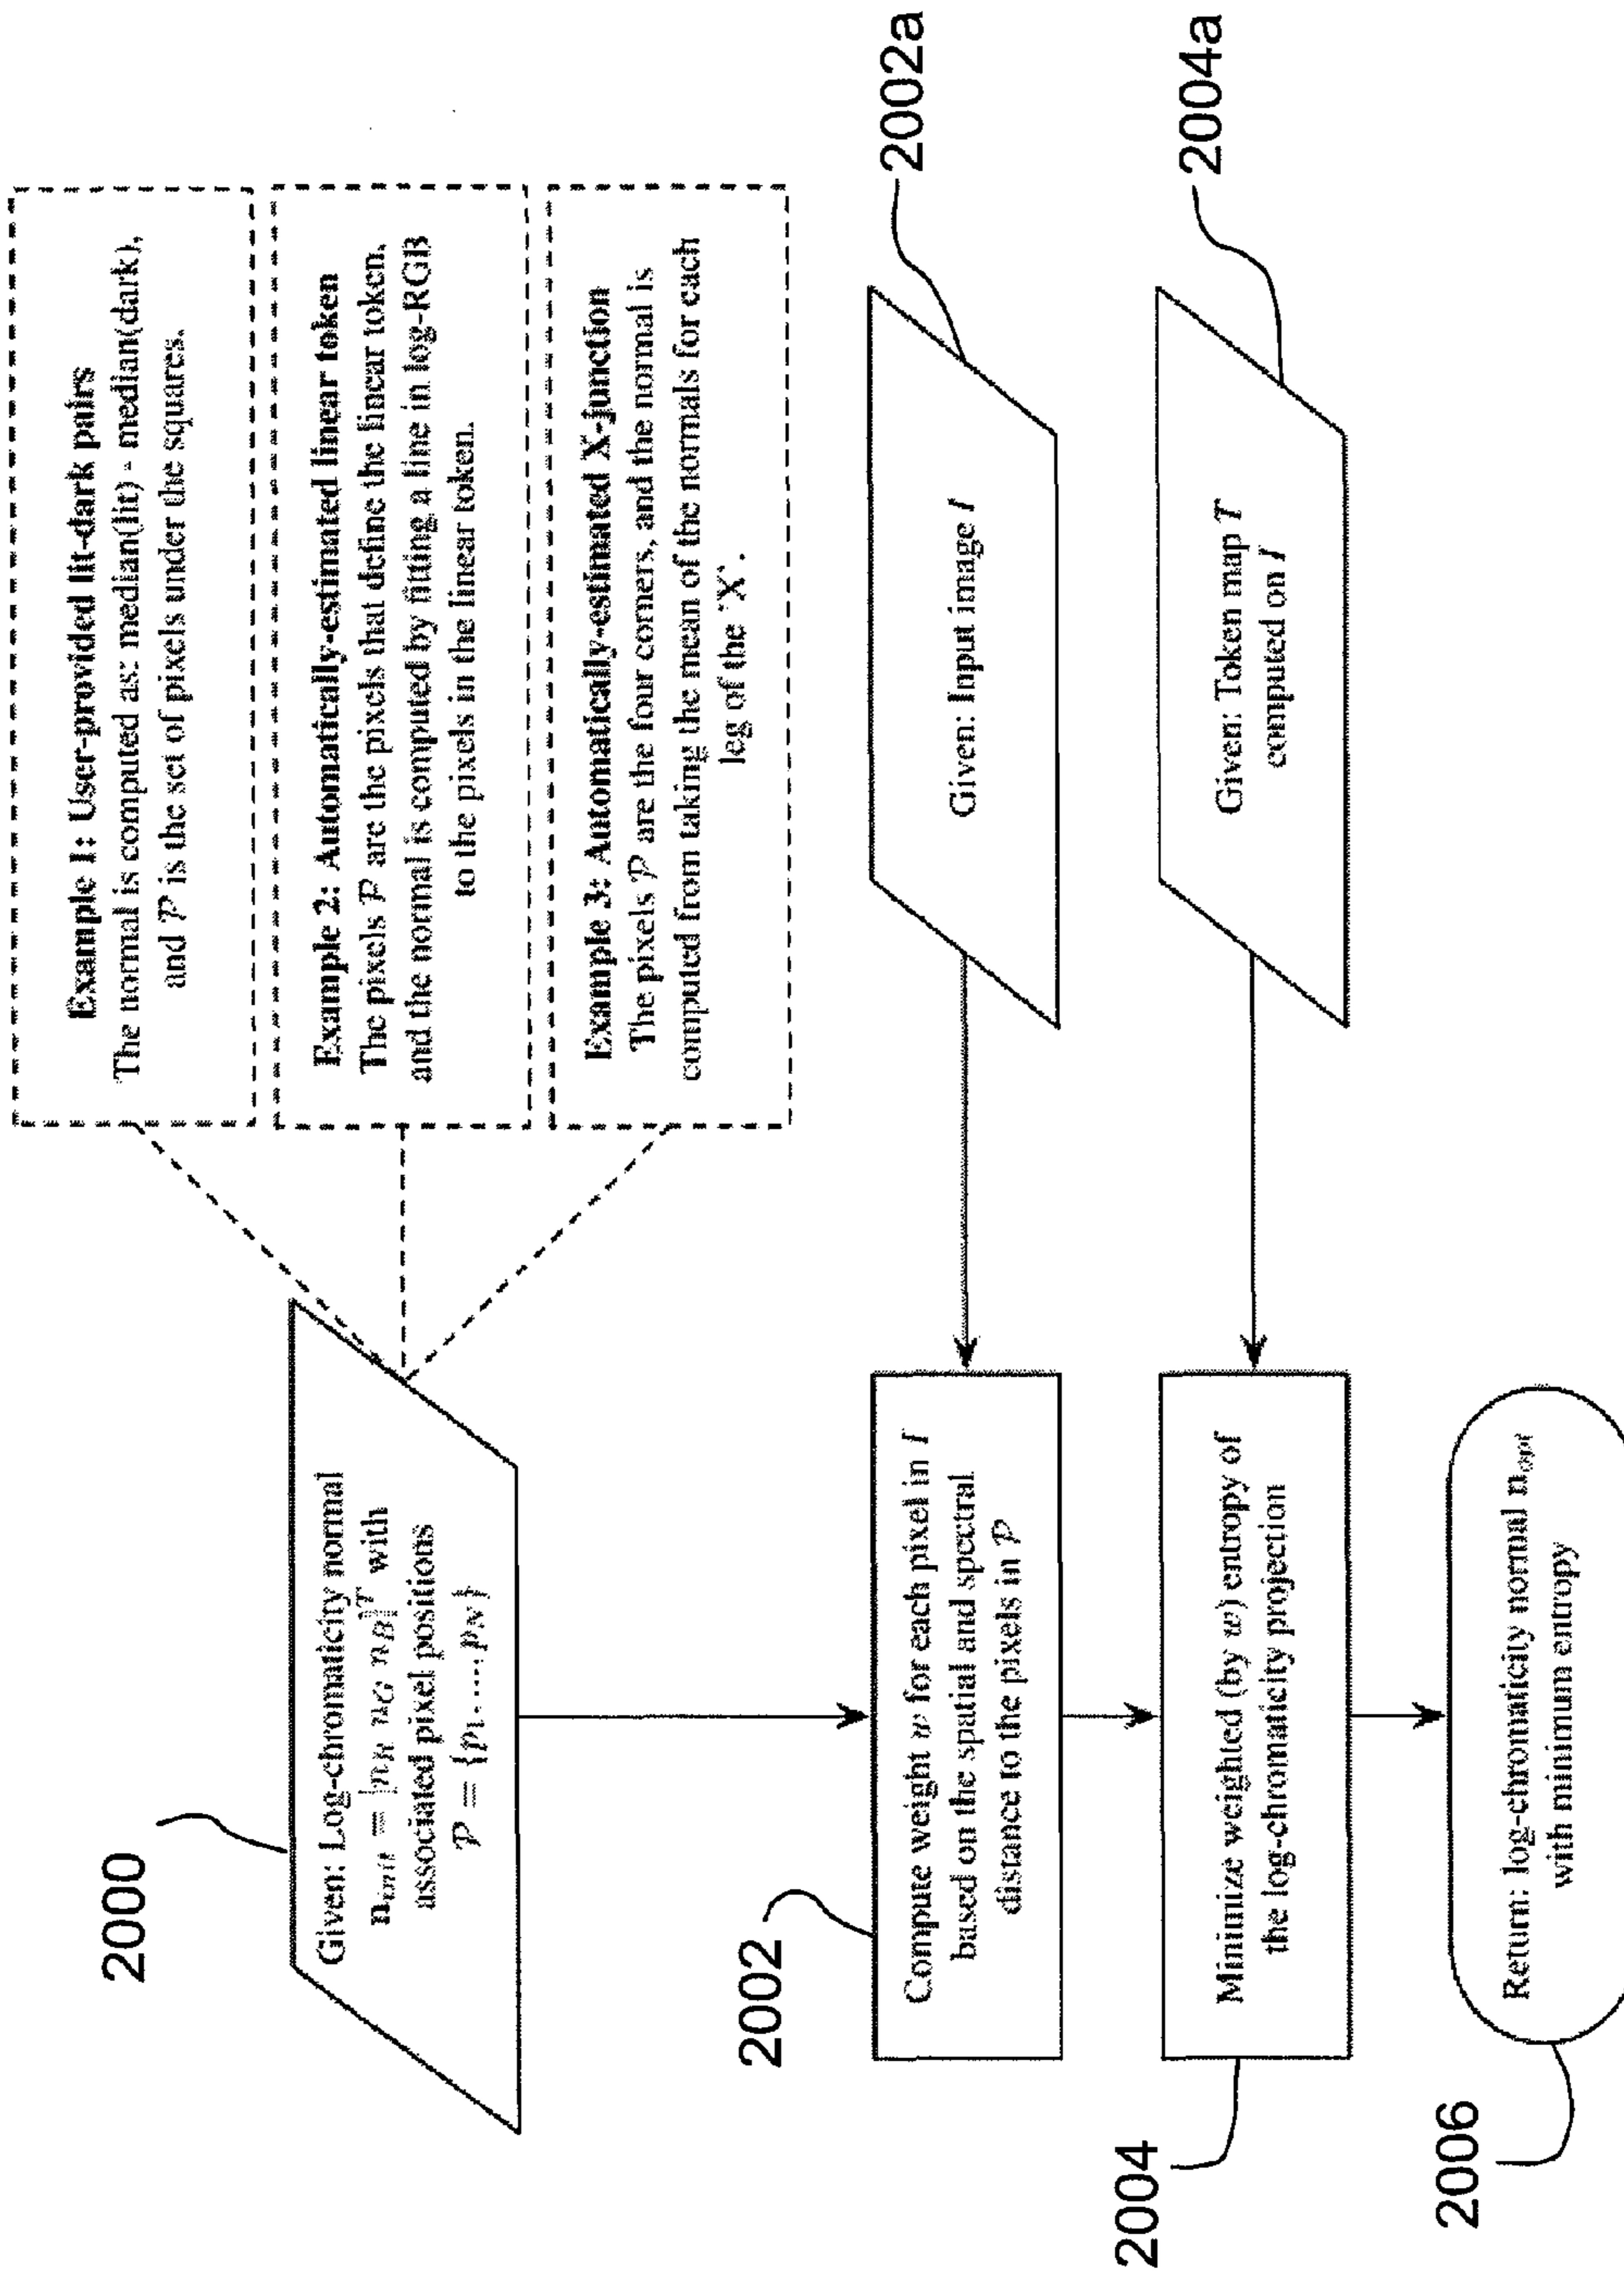 2000
Given: Log-chromaticity normal
n_init = [n_R n_G n_B]^T with
associated pixel positions
P = {p_1, ..., p_N}
Example 1: User-provided lit-dark pairs
The normal is computed as: median(lit) - median(dark),
and P is the set of pixels under the squares.
Example 2: Automatically-estimated linear token
The pixels P are the pixels that define the linear token,
and the normal is computed by fitting a line in log-RGB
to the pixels in the linear token.
Example 3: Automatically-estimated X-junction
The pixels P are the four corners, and the normal is
computed from taking the mean of the normals for each
leg of the 'X'.
2002
Compute weight w for each pixel in I
based on the spatial and spectral
distance to the pixels in P
Given: Input image I
2002a
2004
Minimize weighted (by w) entropy of
the log-chromaticity projection
Given: Token map T
computed on I
2004a
2006
Return: log-chromaticity normal n_opt
with minimum entropy